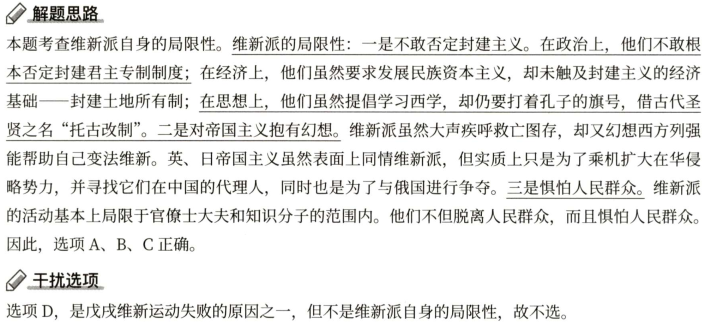 解题思路
本题考查维新派自身的局限性。维新派的局限性：一是不敢否定封建主义。在政治上，他们不敢根
本否定封建君主专制制度；在经济上，他们虽然要求发展民族资本主义，却未触及封建主义的经济
基础——封建土地所有制；在思想上，他们虽然提倡学习西学，却仍要打着孔子的旗号，借古代圣
贤之名“托古改制”。二是对帝国主义抱有幻想。维新派虽然大声疾呼救亡图存，却又幻想西方列强
能帮助自己变法维新。英、日帝国主义虽然表面上同情维新派，但实质上只是为了乘机扩大在华侵
略势力，并寻找它们在中国的代理人，同时也是为了与俄国进行争夺。三是惧怕人民群众。维新派
的活动基本上局限于官僚士大夫和知识分子的范围内。他们不但脱离人民群众，而且惧怕人民群众。
因此，选项 A、B、C 正确。
干扰选项
选项 D，是戊戌维新运动失败的原因之一，但不是维新派自身的局限性，故不选。